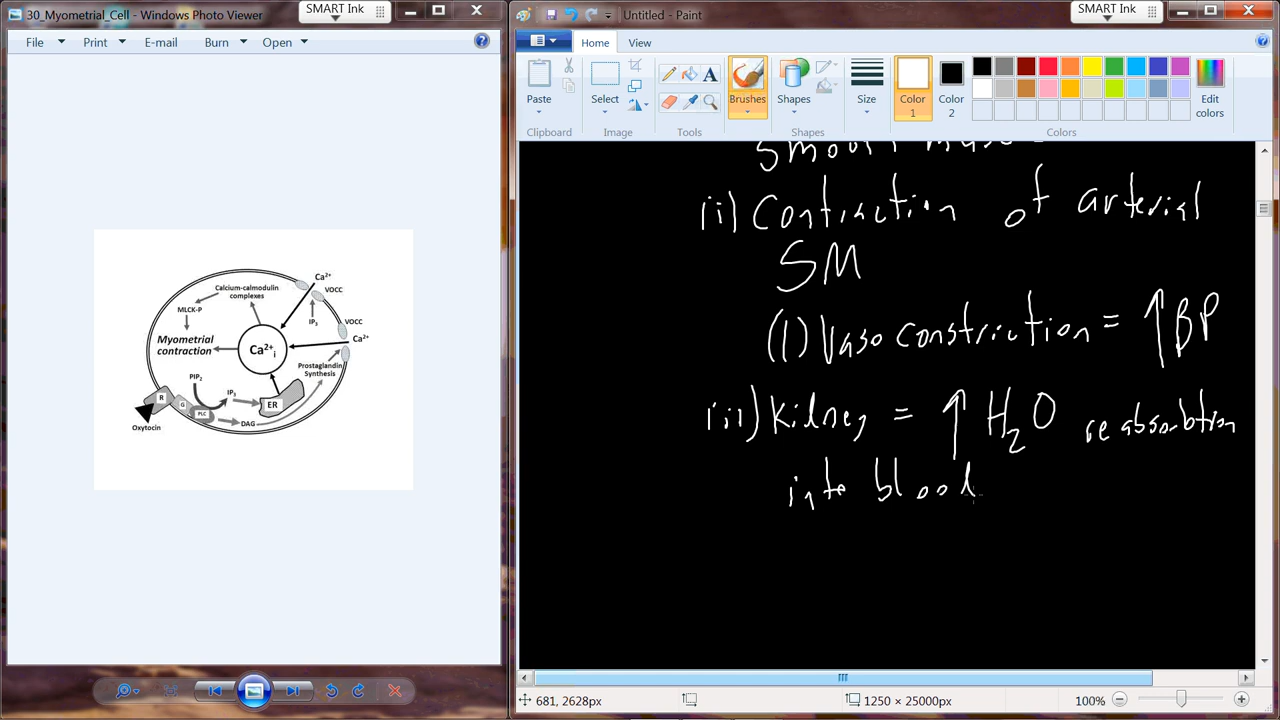 30_Myometrial_Cell - Windows Photo Viewer
SMART Ink
File Print E-mail Burn Open
Ca2+
VOCC
Calcium-calmodulin
complexes
MLCK-P
IP3
VOCC
Myometrial
contraction
Ca2+i
Ca2+
Prostaglandin
Synthesis
PIP2
IP3
ER
R
G
PLC
DAG
Oxytocin
Untitled - Paint
SMART Ink
Home View
Paste
Select
Brushes
Shapes
Size
Color
1
Color
2
Edit
colors
Clipboard Image Tools Shapes Colors
ii) Contraction of arterial
SM
(1) Vasoconstriction = ↑ BP
iii) Kidney = ↑ H2O reabsorbtion
into blood
681, 2628px
1250 × 25000px
100%